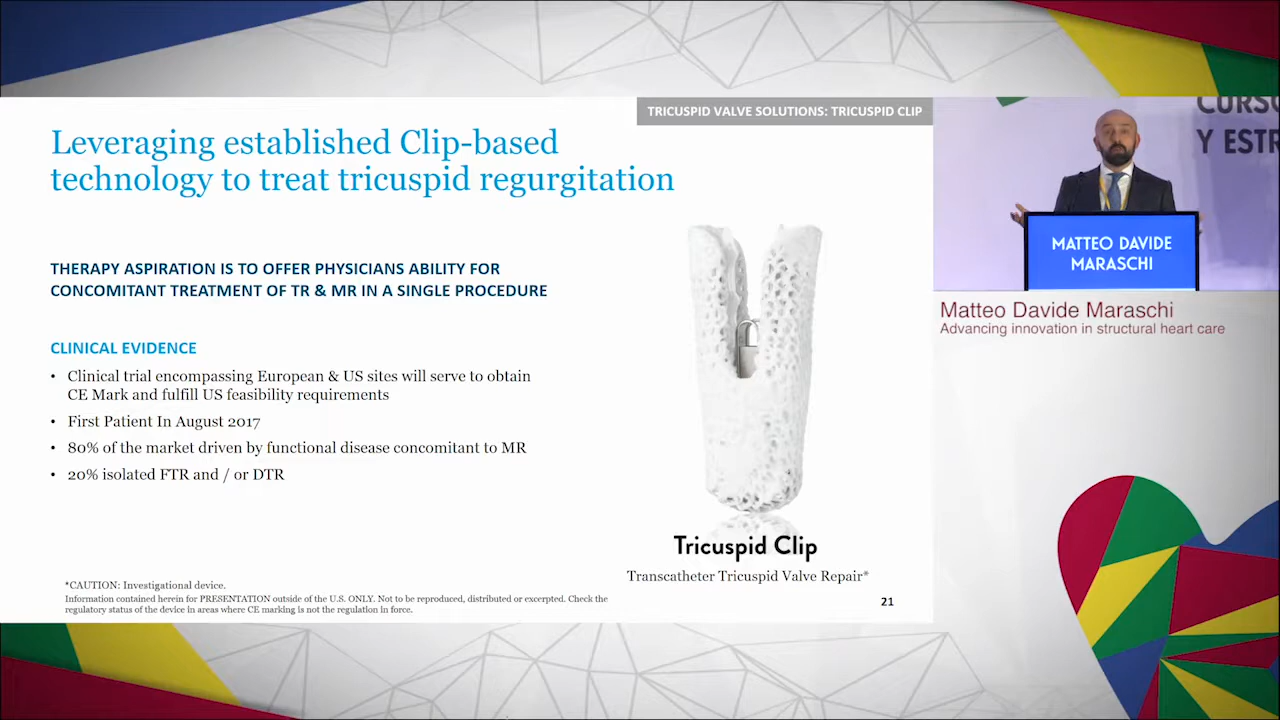 TRICUSPID VALVE SOLUTIONS: TRICUSPID CLIP
Leveraging established Clip-based
technology to treat tricuspid regurgitation
THERAPY ASPIRATION IS TO OFFER PHYSICIANS ABILITY FOR
CONCOMITANT TREATMENT OF TR & MR IN A SINGLE PROCEDURE
CLINICAL EVIDENCE
• Clinical trial encompassing European & US sites will serve to obtain
CE Mark and fulfill US feasibility requirements
• First Patient In August 2017
• 80% of the market driven by functional disease concomitant to MR
• 20% isolated FTR and / or DTR
Tricuspid Clip
Transcatheter Tricuspid Valve Repair*
*CAUTION: Investigational device.
Information contained herein for PRESENTATION outside of the U.S. ONLY. Not to be reproduced, distributed or excerpted. Check the
regulatory status of the device in areas where CE marking is not the regulation in force.
21
CURSO
Y ESTR
MATTEO DAVIDE
MARASCHI
Matteo Davide Maraschi
Advancing innovation in structural heart care